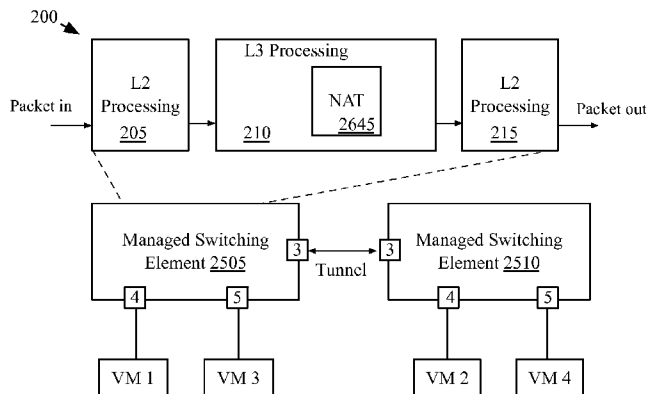 200
L3 Processing
L2
Processing
205
NAT
2645
210
L2
Processing
215
Packet in
Packet out
Managed Switching
Element 2505
3
Tunnel
3
Managed Switching
Element 2510
4
5
4
5
VM 1
VM 3
VM 2
VM 4